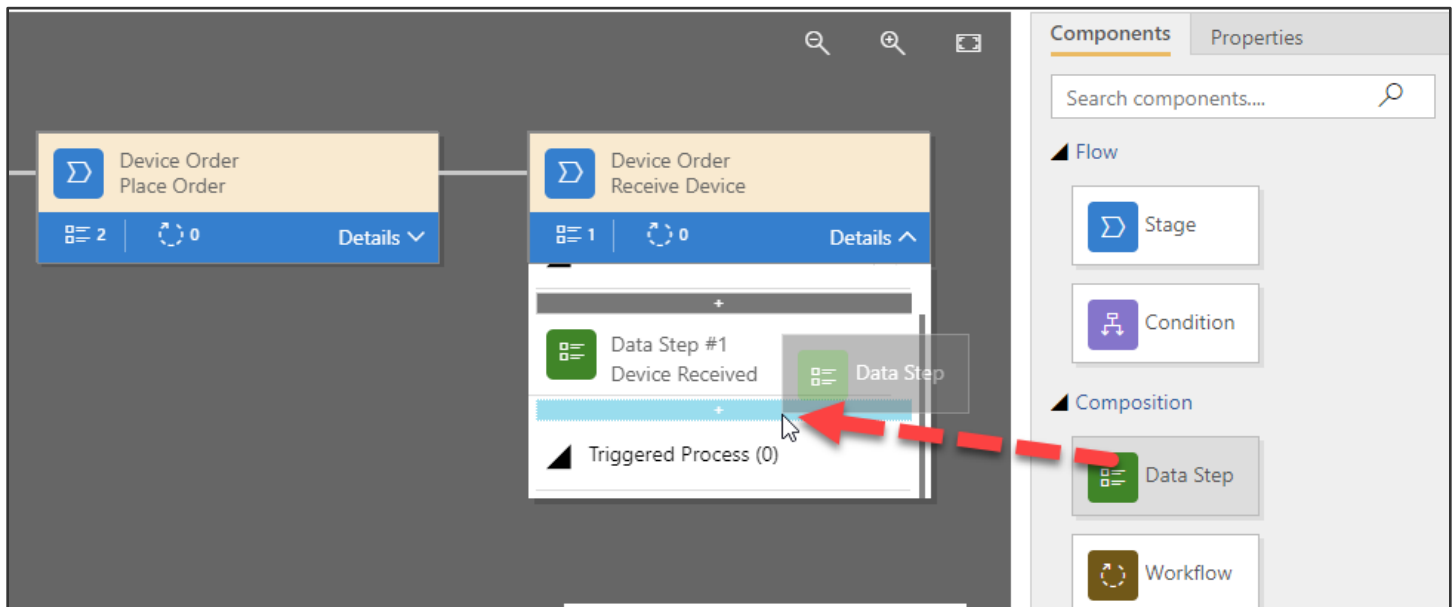 Components
Properties
Search components....
Device Order
Place Order
2
0
Details
Device Order
Receive Device
1
0
Details
+
Data Step #1
Device Received
Data Step
+
Triggered Process (0)
Flow
Stage
Condition
Composition
Data Step
Workflow